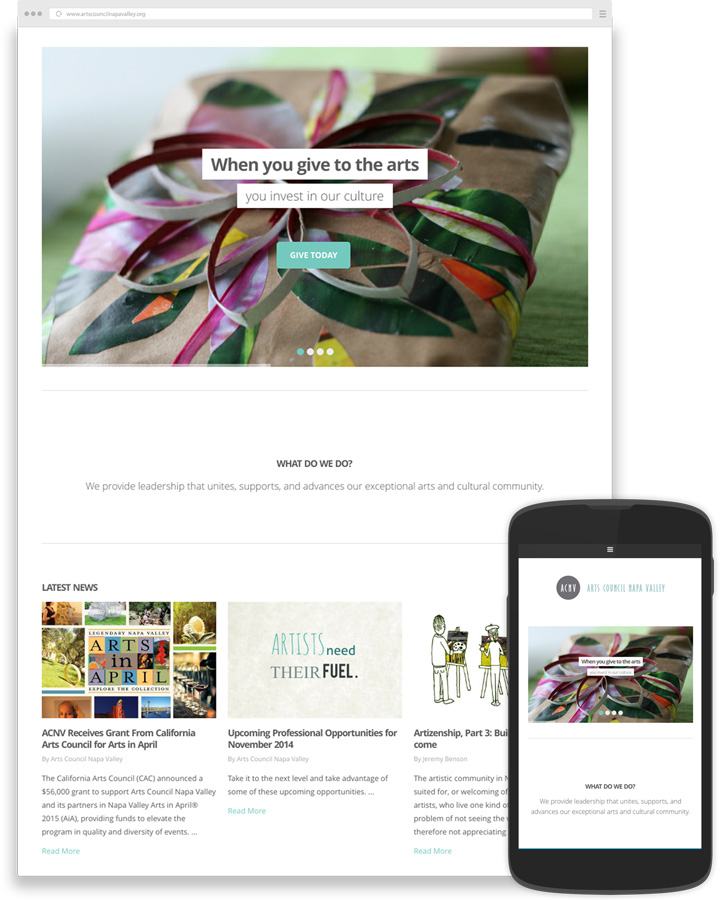 www.artscouncilnapavalley.org
When you give to the arts
you invest in our culture
GIVE TODAY
WHAT DO WE DO?
We provide leadership that unites, supports, and advances our exceptional arts and cultural community.
LATEST NEWS
LEGENDARY NAPA VALLEY
ARTS
in
APRIL
EXPLORE THE COLLECTION
ARTISTS need
THEIR FUEL.
ACNV Receives Grant From California
Arts Council for Arts in April
By Arts Council Napa Valley
The California Arts Council (CAC) announced a
$56,000 grant to support Arts Council Napa Valley
and its partners in Napa Valley Arts in April®
2015 (AiA), providing funds to elevate the
program in quality and diversity of events. ...
Read More
Upcoming Professional Opportunities for
November 2014
By Arts Council Napa Valley
Take it to the next level and take advantage of
some of these upcoming opportunities. ...
Read More
Artizenship, Part 3: Bui
come
By Jeremy Benson
The artistic community in N
suited for, or welcoming of
artists, who live one kind of
problem of not seeing the
therefore not appreciating
Read More
ACNV ARTS COUNCIL NAPA VALLEY
When you give to the arts
you invest in our culture
WHAT DO WE DO?
We provide leadership that unites, supports, and
advances our exceptional arts and cultural community.